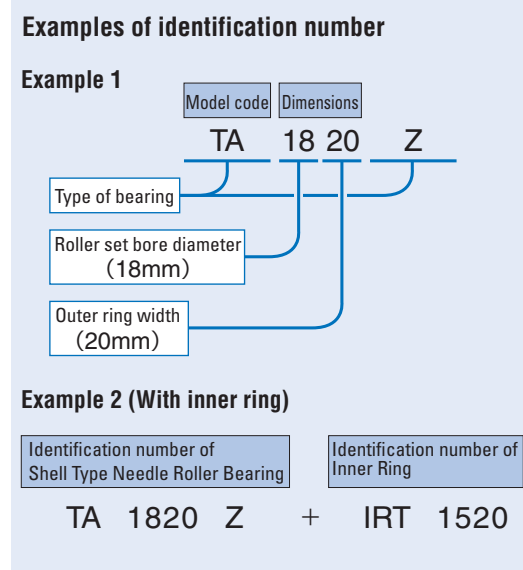 Examples of identification number
Example 1
Model code Dimensions
TA 18 20 Z
Type of bearing
Roller set bore diameter
（18mm）
Outer ring width
（20mm）
Example 2 (With inner ring)
Identification number of
Shell Type Needle Roller Bearing
Identification number of
Inner Ring
TA 1820 Z + IRT 1520